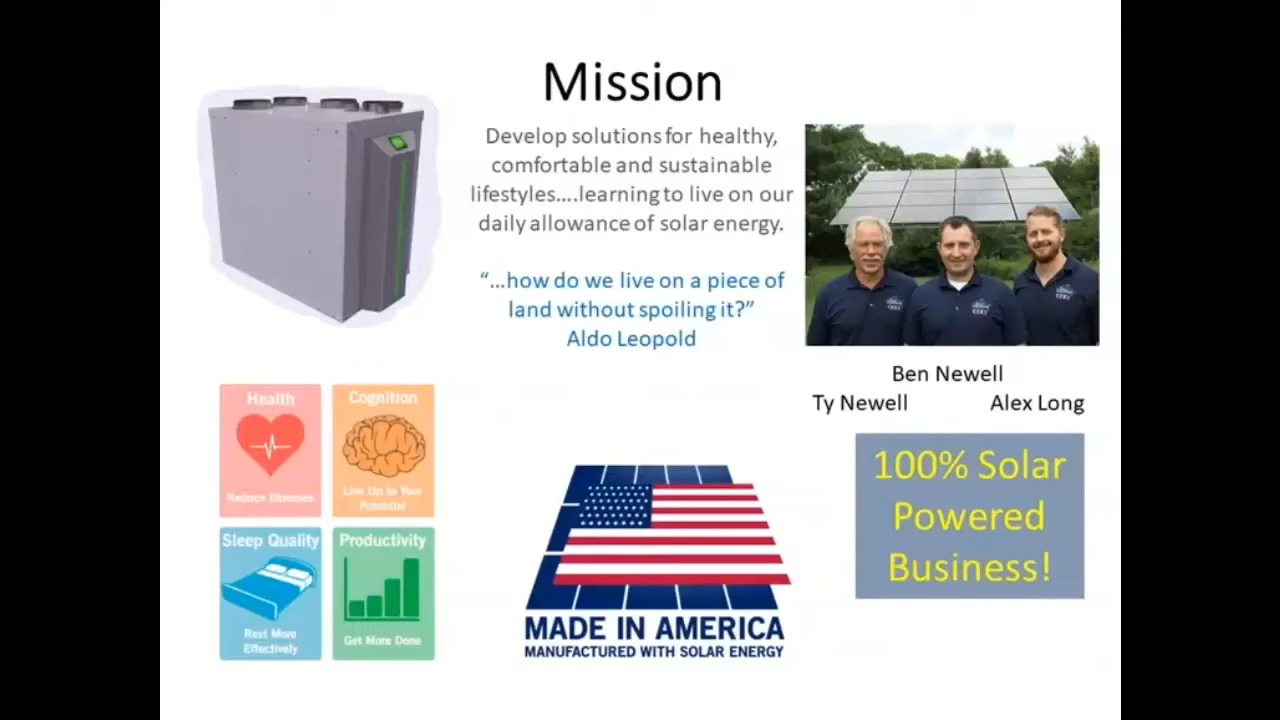 Mission
Develop solutions for healthy,
comfortable and sustainable
lifestyles....learning to live on our
daily allowance of solar energy.
“...how do we live on a piece of
land without spoiling it?”
Aldo Leopold
Ben Newell
Ty Newell Alex Long
Health
Reduce Illnesses
Cognition
Live Up to Your
Potential
Sleep Quality
Rest More
Effectively
Productivity
Get More Done
MADE IN AMERICA
MANUFACTURED WITH SOLAR ENERGY
100% Solar
Powered
Business!